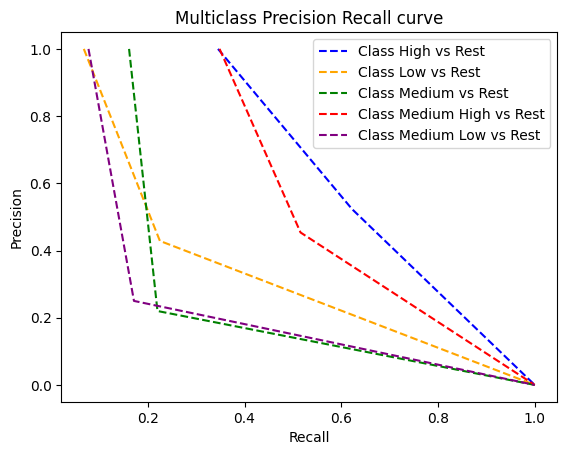 Multiclass Precision Recall curve
Class High vs Rest
Class Low vs Rest
Class Medium vs Rest
Class Medium High vs Rest
Class Medium Low vs Rest
Precision
1.0
0.8
0.6
0.4
0.2
0.0
0.2 0.4 0.6 0.8 1.0
Recall